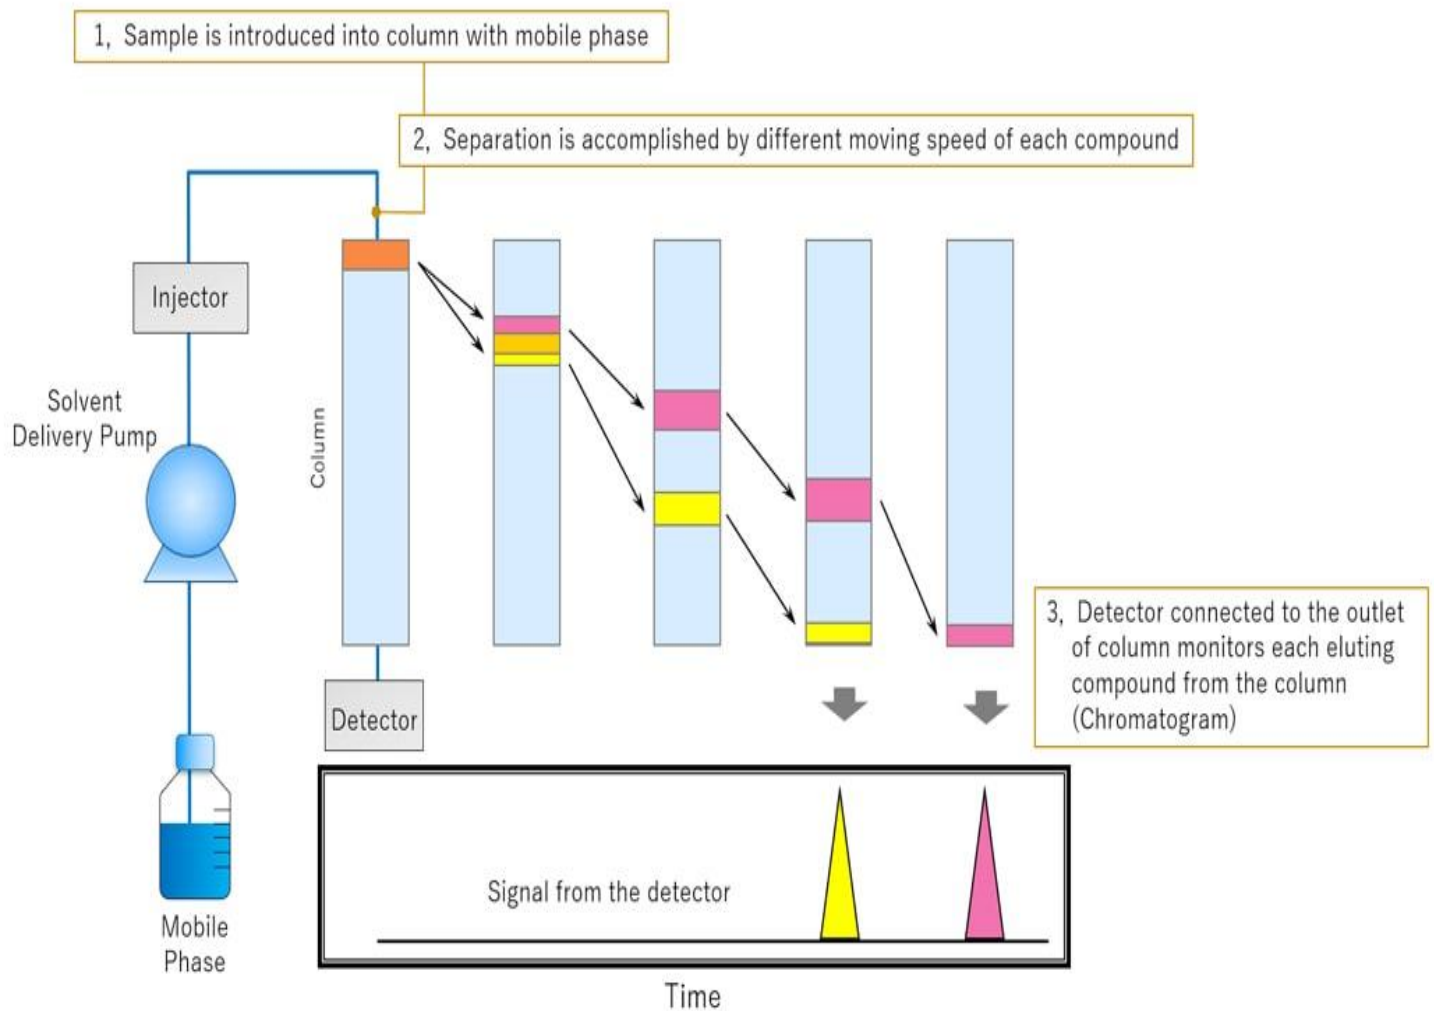 1, Sample is introduced into column with mobile phase
2, Separation is accomplished by different moving speed of each compound
Injector
Solvent
Delivery Pump
Column
3, Detector connected to the outlet
of column monitors each eluting
compound from the column
(Chromatogram)
Detector
Signal from the detector
Mobile
Phase
Time